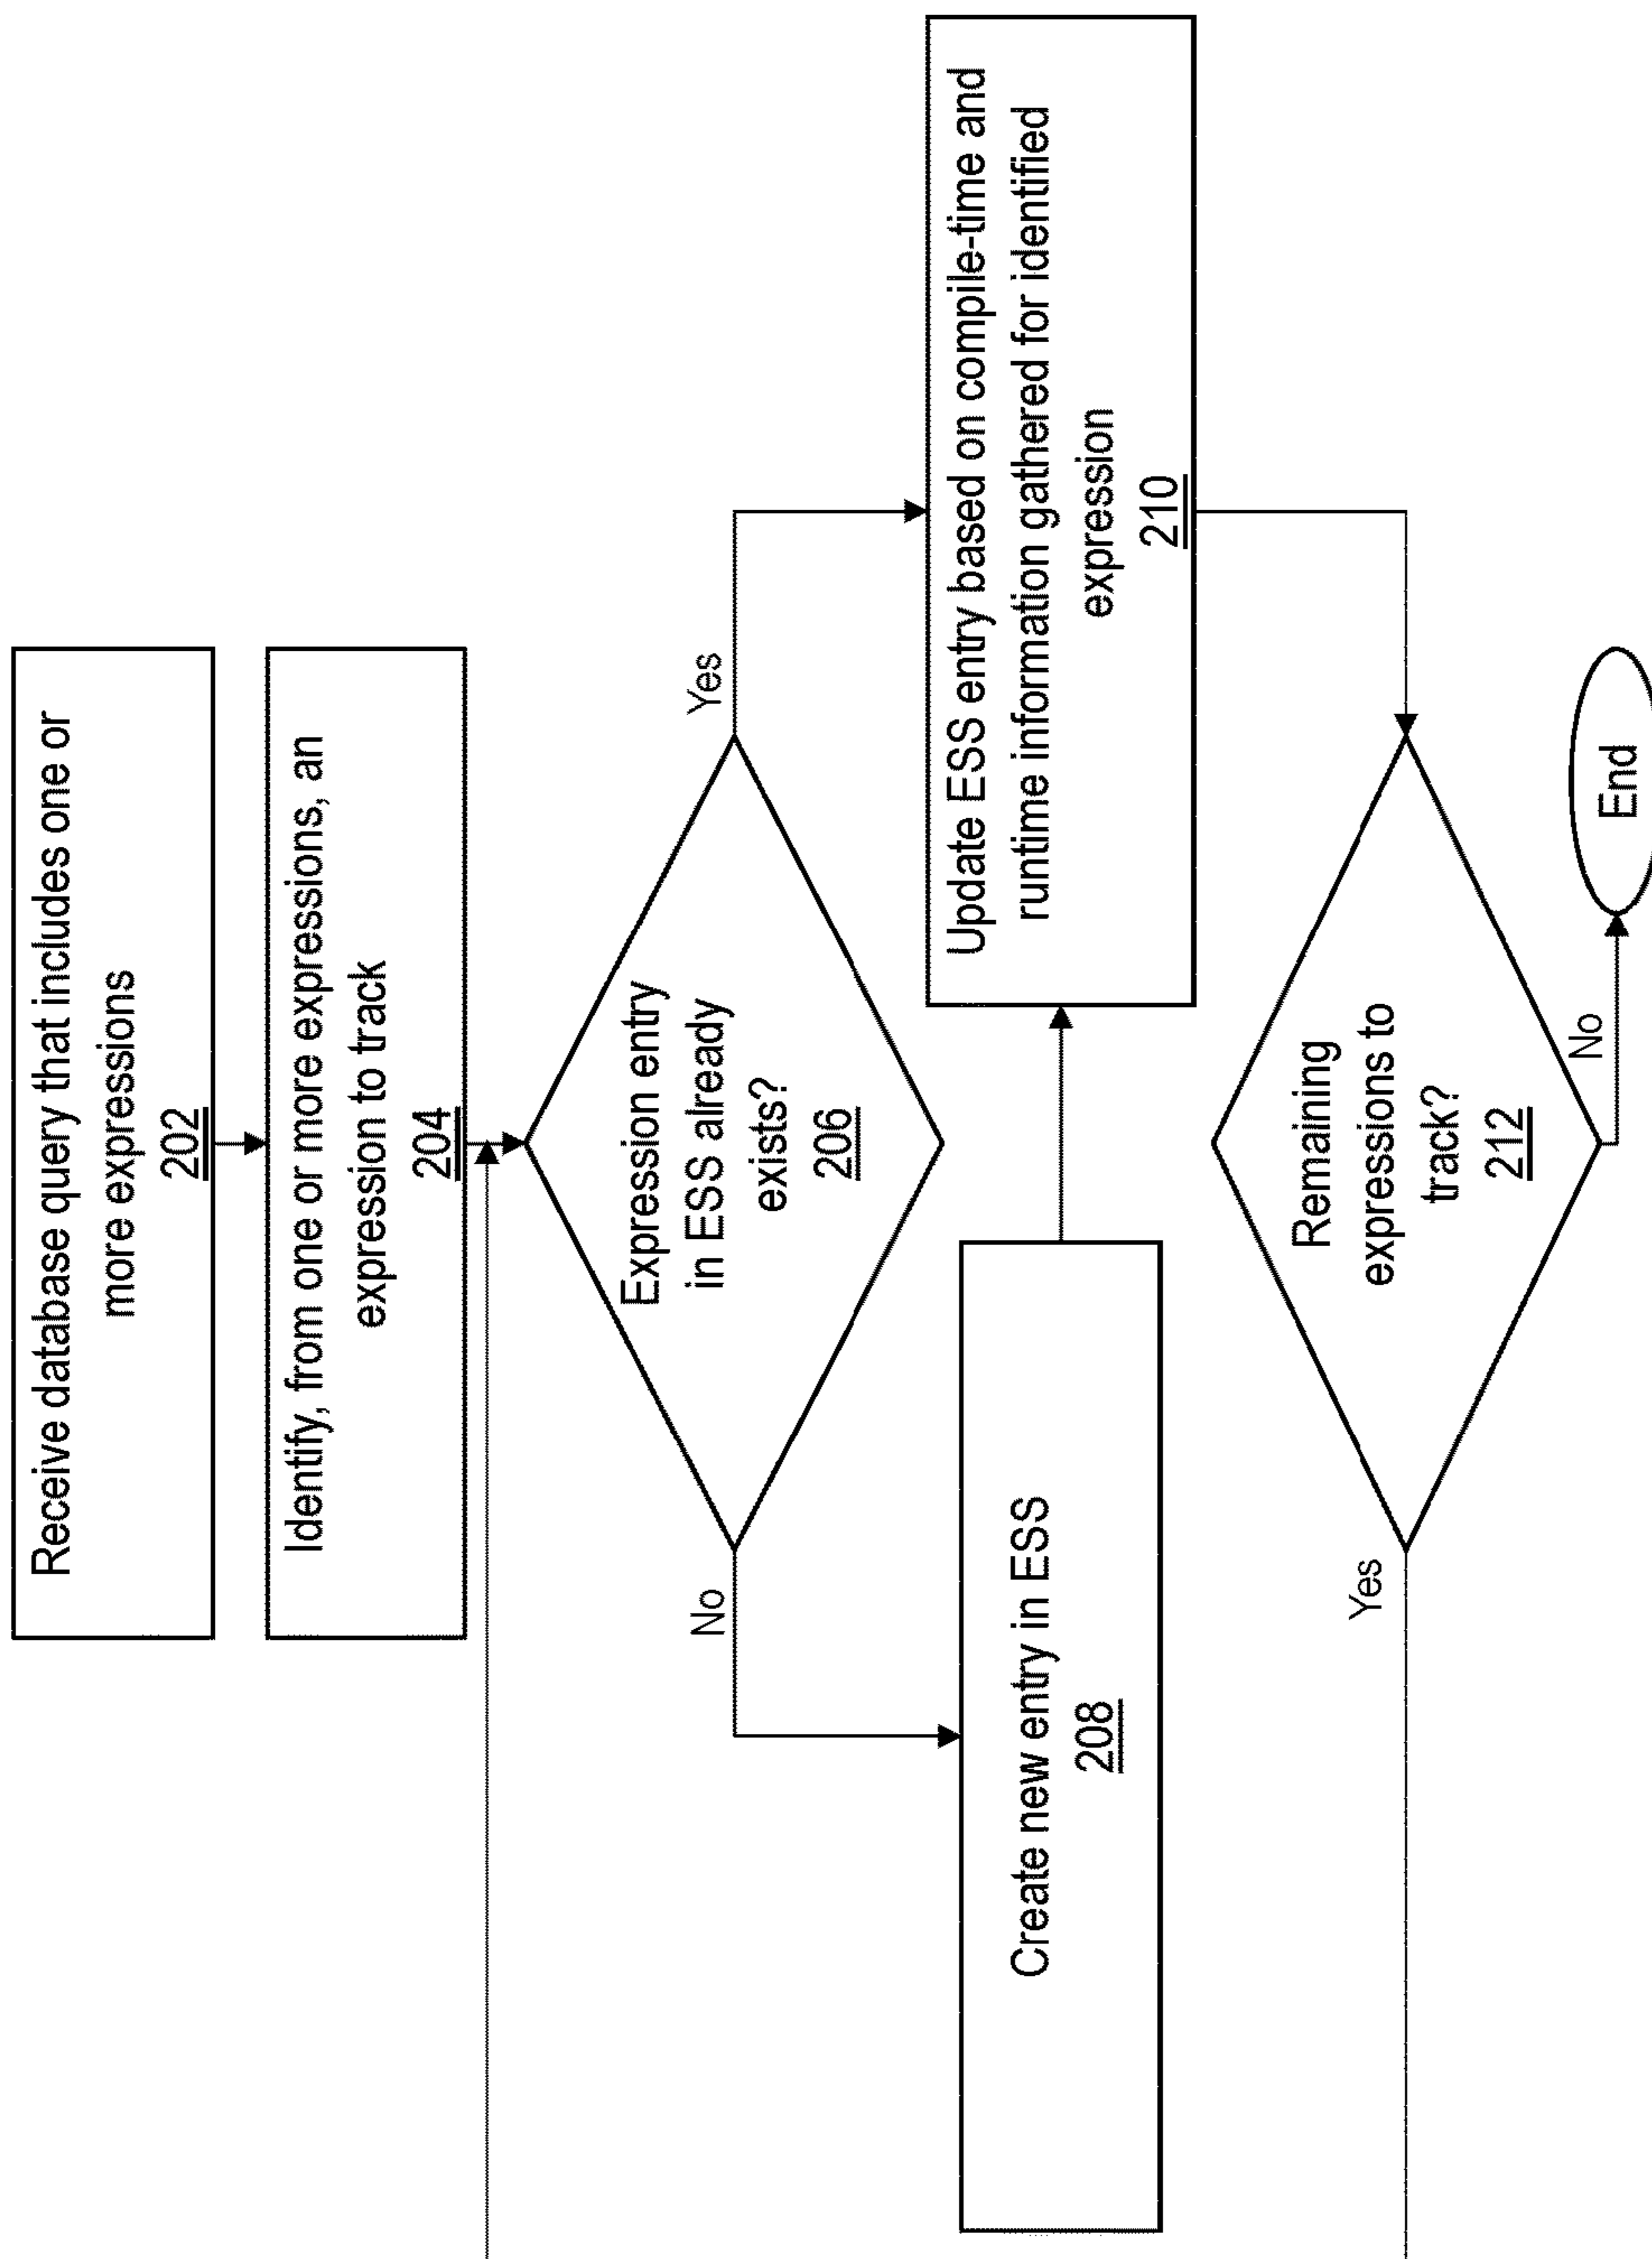 Receive database query that includes one or
more expressions
202
Identify, from one or more expressions, an
expression to track
204
Expression entry
in ESS already
exists?
206
Yes
No
Create new entry in ESS
208
Update ESS entry based on compile-time and
runtime information gathered for identified
expression
210
Remaining
expressions to
track?
212
Yes
No
End